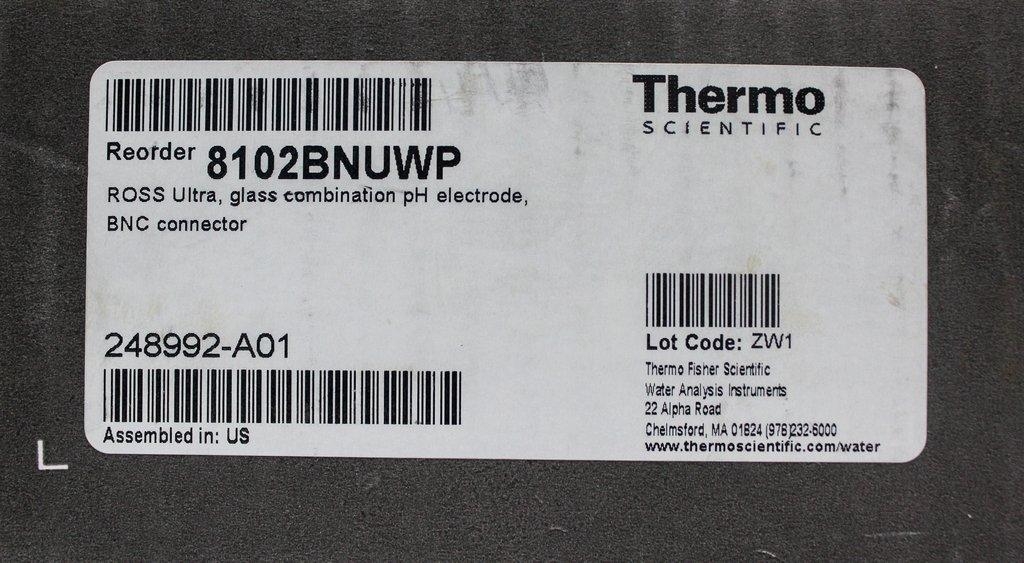 Thermo
SCIENTIFIC
Reorder 8102BNUWP
ROSS Ultra, glass combination pH electrode,
BNC connector
248992-A01
Assembled in: US
Lot Code: ZW1
Thermo Fisher Scientific
Water Analysis Instruments
22 Alpha Road
Chelmsford, MA 01824 (978)232-6000
www.thermoscientific.com/water